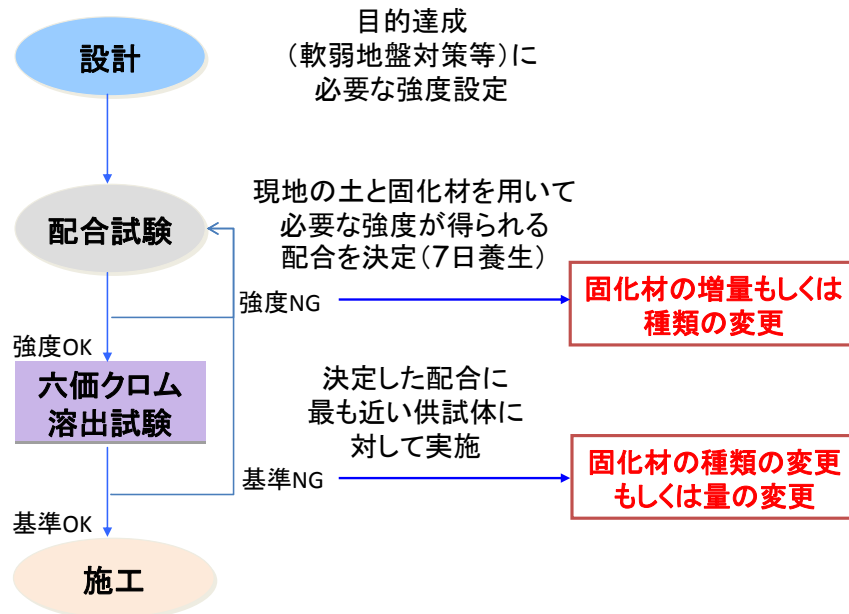 設計
目的達成
（軟弱地盤対策等）に
必要な強度設定
配合試験
現地の土と固化材を用いて
必要な強度が得られる
配合を決定（７日養生）
強度NG
固化材の増量もしくは
種類の変更
強度OK
六価クロム
溶出試験
決定した配合に
最も近い供試体に
対して実施
基準NG
固化材の種類の変更
もしくは量の変更
基準OK
施工